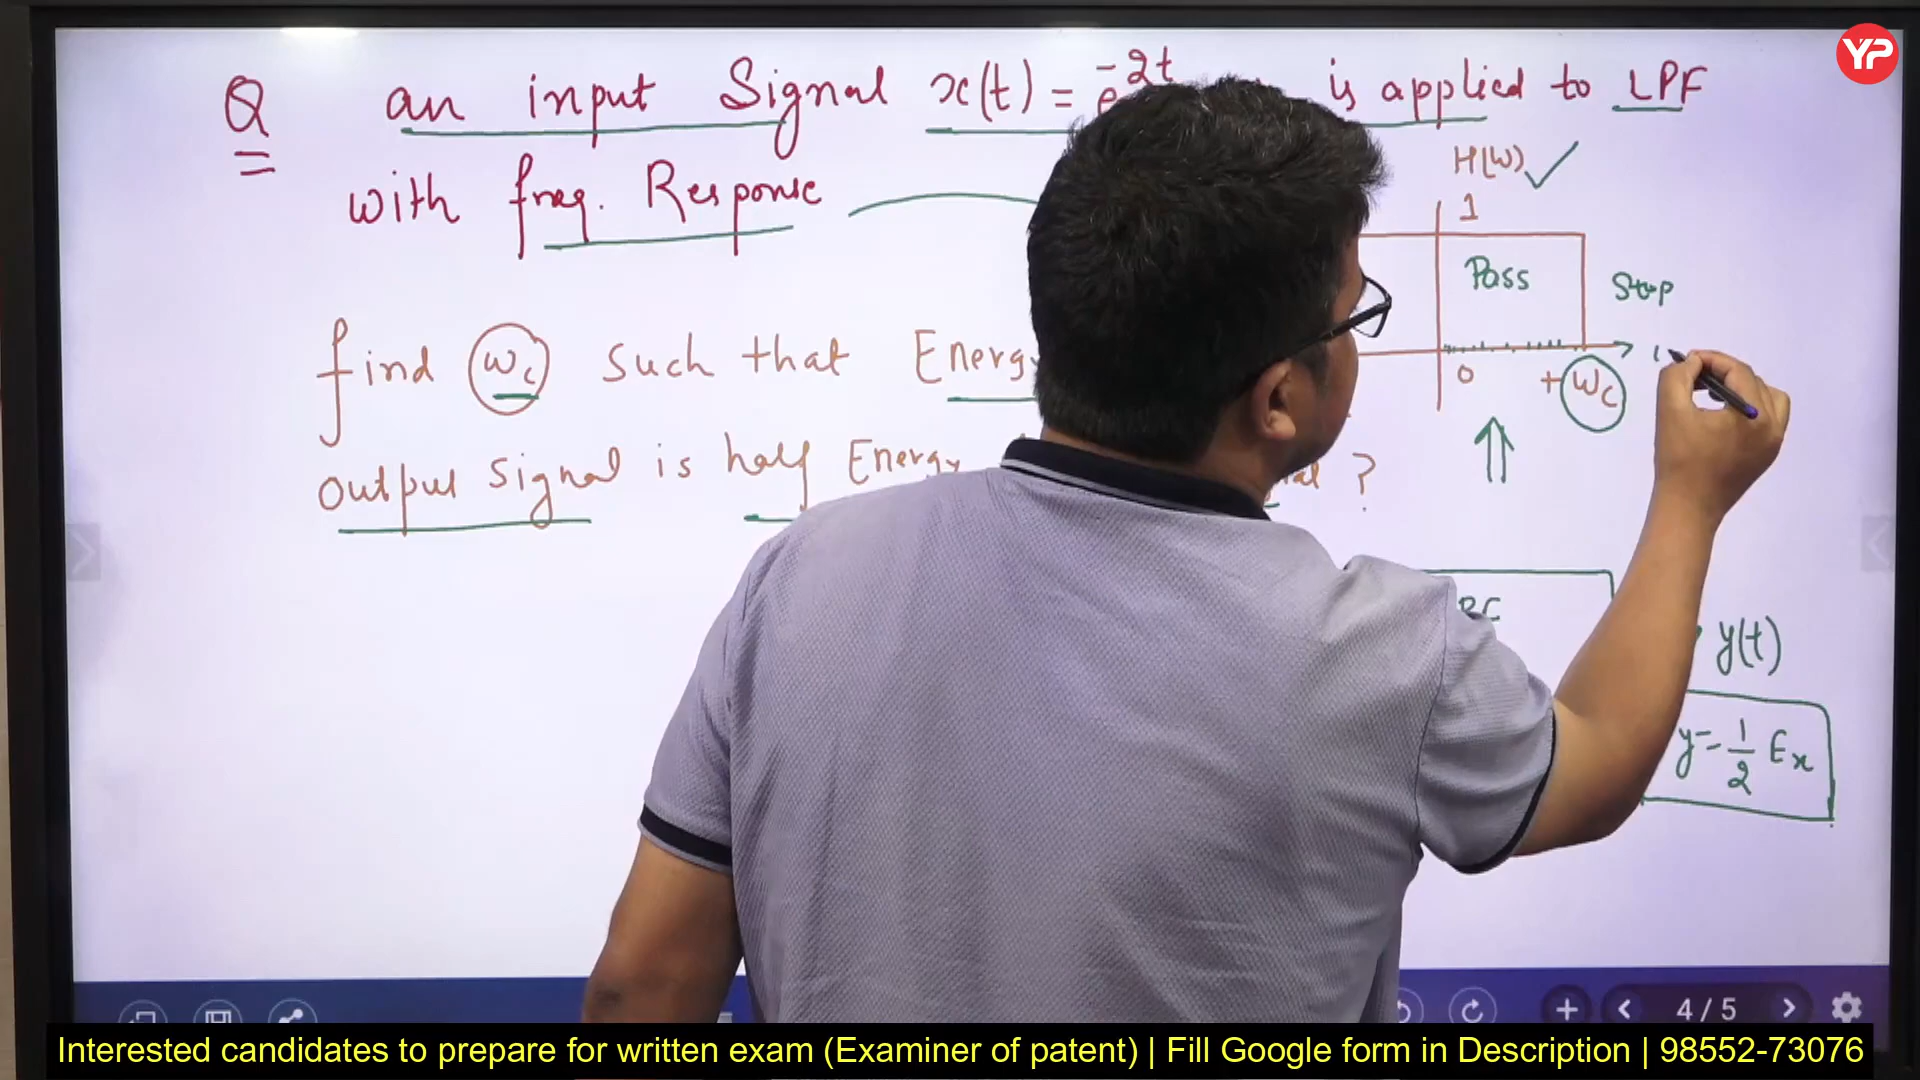 YP
Q an input Signal x(t) = e^-2t is applied to LPF
with freq. Response
H(ω)
1
Pass
Stop
0 +ωc
find ωc such that Energy
output signal is half Energy ?
y(t)
y = 1/2 Ex
4 / 5
Interested candidates to prepare for written exam (Examiner of patent) | Fill Google form in Description | 98552-73076